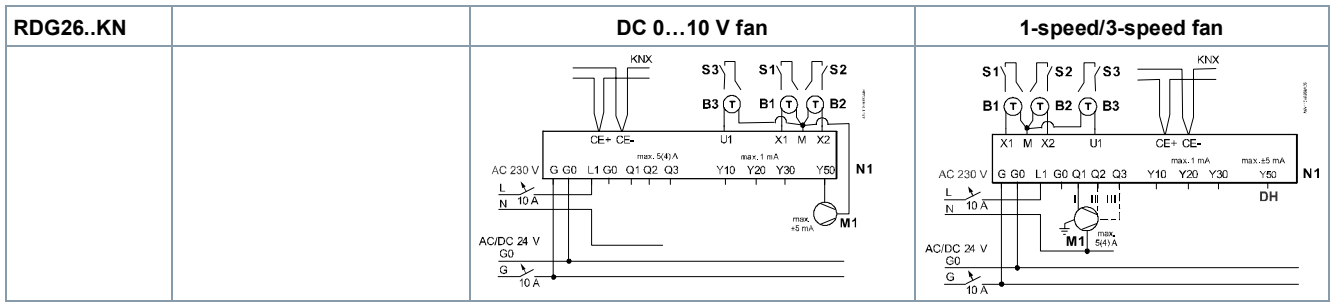 RDG26..KN DC 0…10 V fan 1-speed/3-speed fan
KNX
S3 S1 S2
B3 B1 B2
T T T
CE+ CE- U1 X1 M X2
max. 5(4) A max. 1 mA
AC 230 V G G0 L1 G0 Q1 Q2 Q3 Y10 Y20 Y30 Y50 N1
L
10 A
N
max.
±5 mA
M1
AC/DC 24 V
G0
G
10 A
KNX
S1 S2 S3
B1 B2 B3
T T T
X1 M X2 U1 CE+ CE-
max. 1 mA max.±5 mA
AC 230 V G G0 L1 G0 Q1 Q2 Q3 Y10 Y20 Y30 Y50 N1
DH
L
10 A
N
I II III
M1
max.
5(4) A
AC/DC 24 V
G0
G
10 A